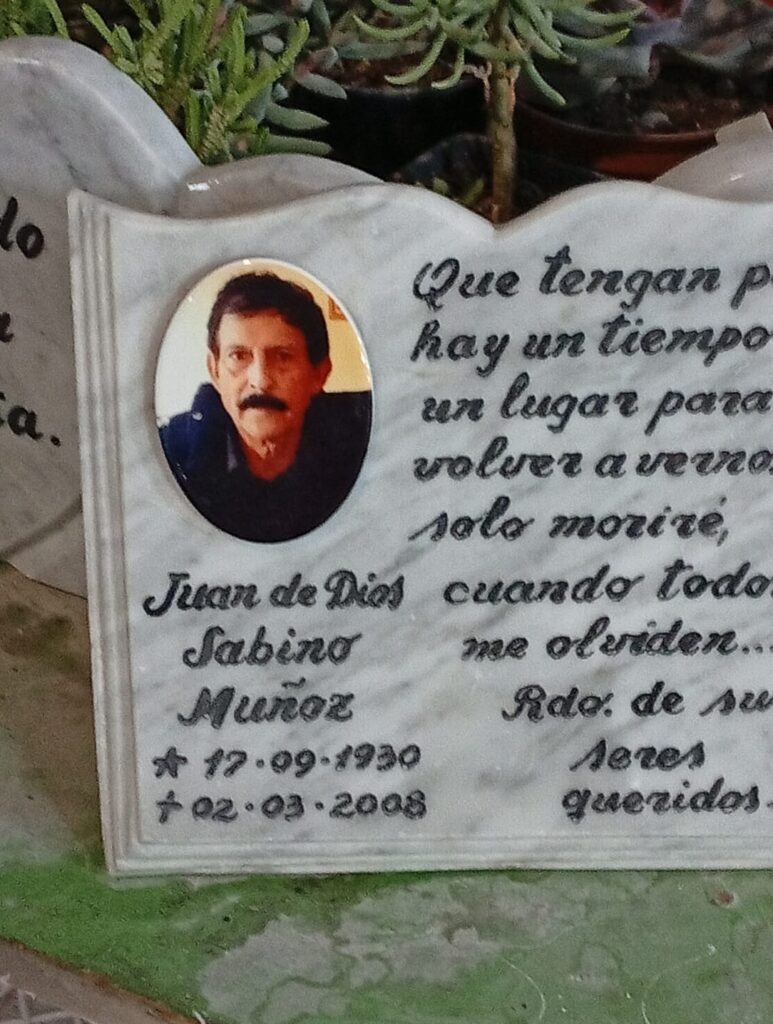 do
a.
Juan de Dios
Sabino
Muñoz
17·09·1930
✝ 02·03·2008
Que tengan
hay un tiempo
un lugar para
volver a
solo moriré,
cuando
me olviden...
Rdo. de
seres
queridos.